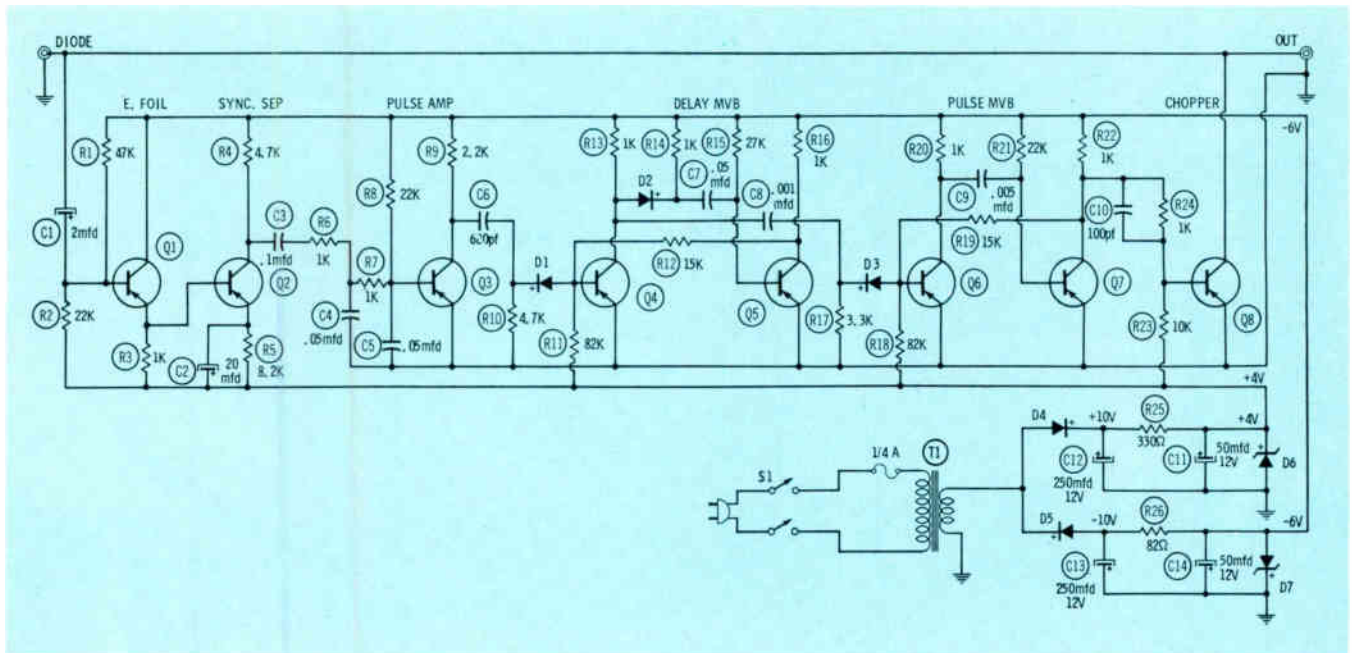 DIODE
OUT
E. FOIL
SYNC. SEP
PULSE AMP
DELAY MVB
PULSE MVB
CHOPPER
-6V
R1
47K
R4
4.7K
R9
2.2K
R8
22K
R13
1K
R14
1K
R15
27K
R16
1K
R20
1K
R21
22K
R22
1K
C1
2mfd
Q1
C3
.1mfd
R6
1K
C6
620pf
D2
C7
.05
mfd
C8
.001
mfd
C9
.005
mfd
C10
100pf
R24
1K
R7
1K
Q2
Q3
D1
R12
15K
Q4
Q5
D3
R19
15K
Q6
Q7
Q8
R2
22K
R3
1K
C2
20
mfd
R5
8.2K
C4
.05mfd
C5
.05mfd
R10
4.7K
R11
82K
R17
3.3K
R18
82K
R23
10K
+4V
D4
+10V
R25
330Ω
+4V
C12
250mfd
12V
C11
50mfd
12V
D6
S1
1/4 A
T1
D5
-10V
R26
82Ω
-6V
C13
250mfd
12V
C14
50mfd
12V
D7